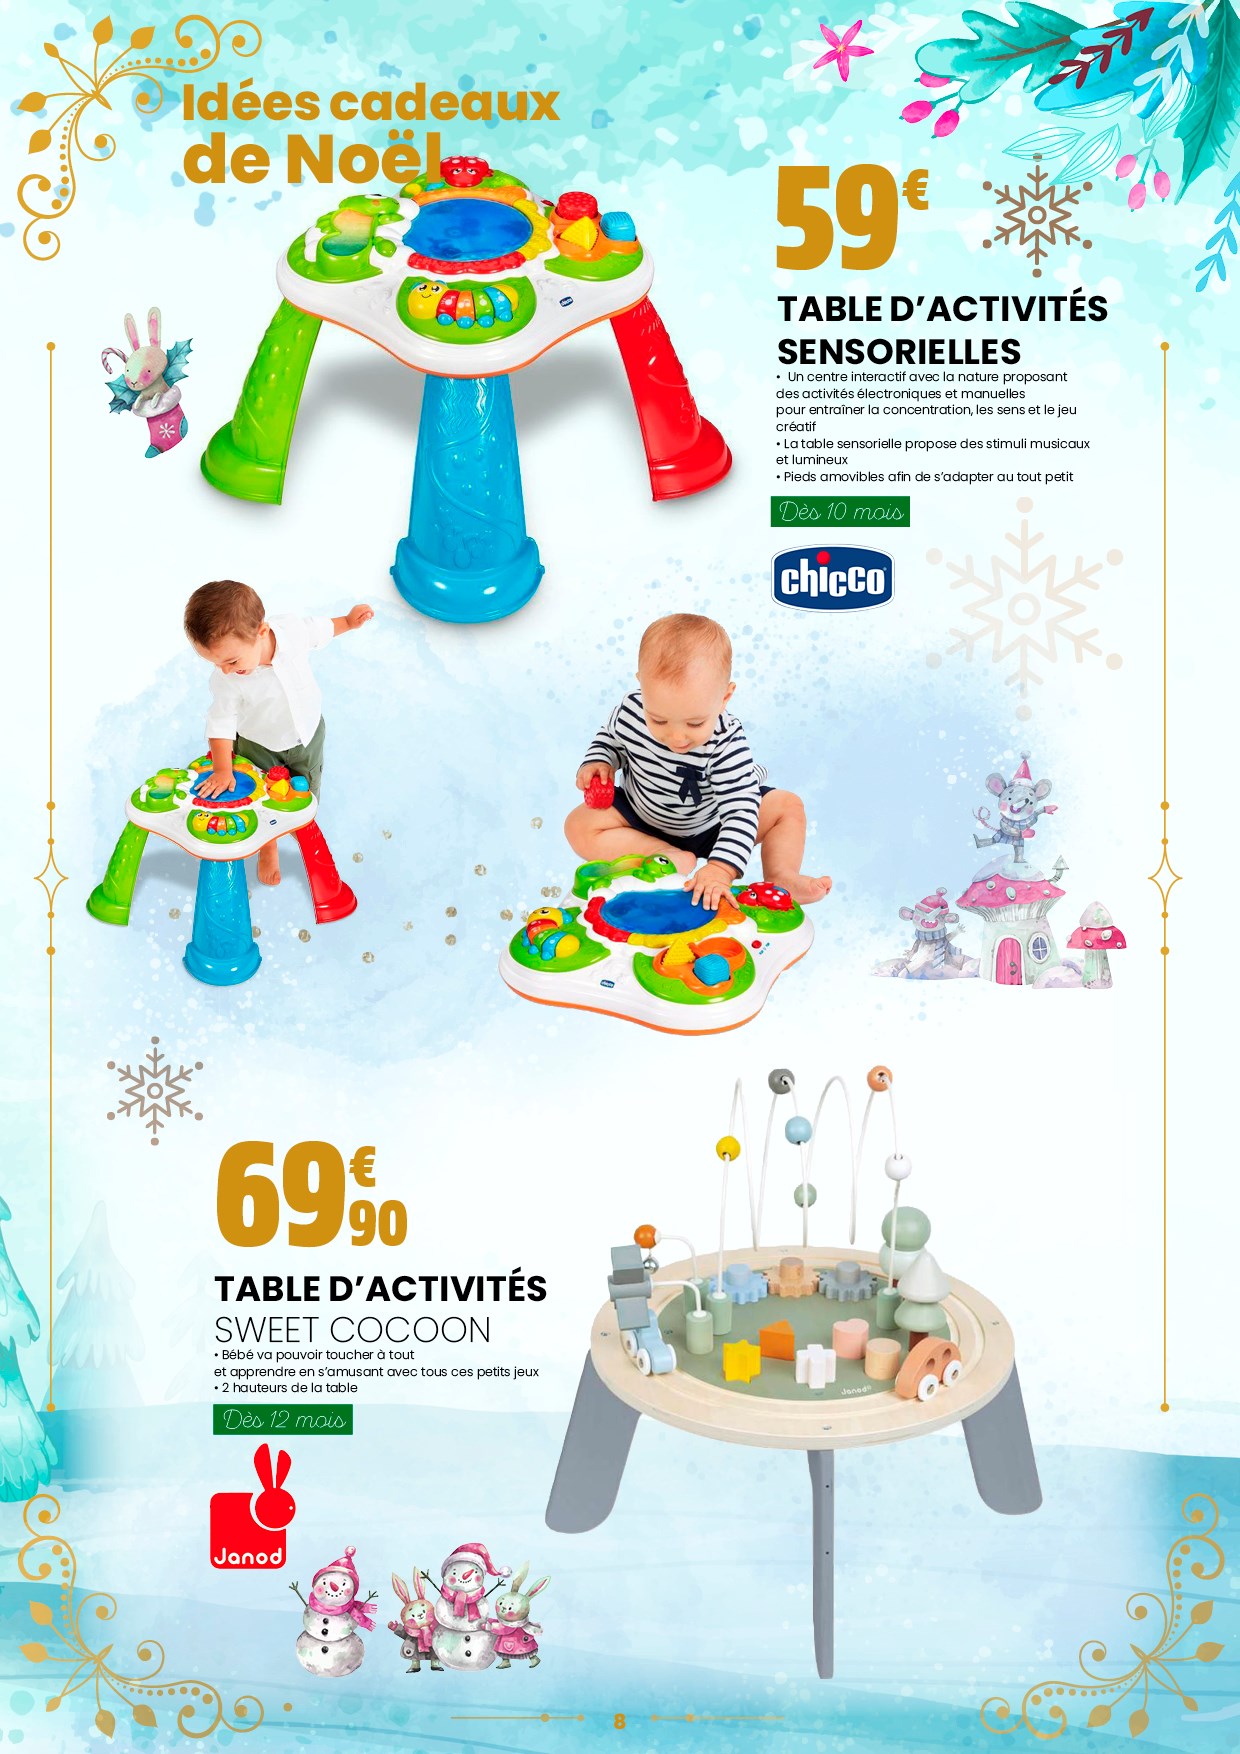 Idées cadeaux
de Noël
59€
TABLE D’ACTIVITÉS
SENSORIELLES
• Un centre interactif avec la nature proposant
des activités électroniques et manuelles
pour entraîner la concentration, les sens et le jeu
créatif
• La table sensorielle propose des stimuli musicaux
et lumineux
• Pieds amovibles afin de s’adapter au tout petit
Dès 10 mois
chicco
69€90
TABLE D’ACTIVITÉS
SWEET COCOON
• Bébé va pouvoir toucher à tout
et apprendre en s’amusant avec tous ces petits jeux
• 2 hauteurs de la table
Dès 12 mois
Janod
Janod
8